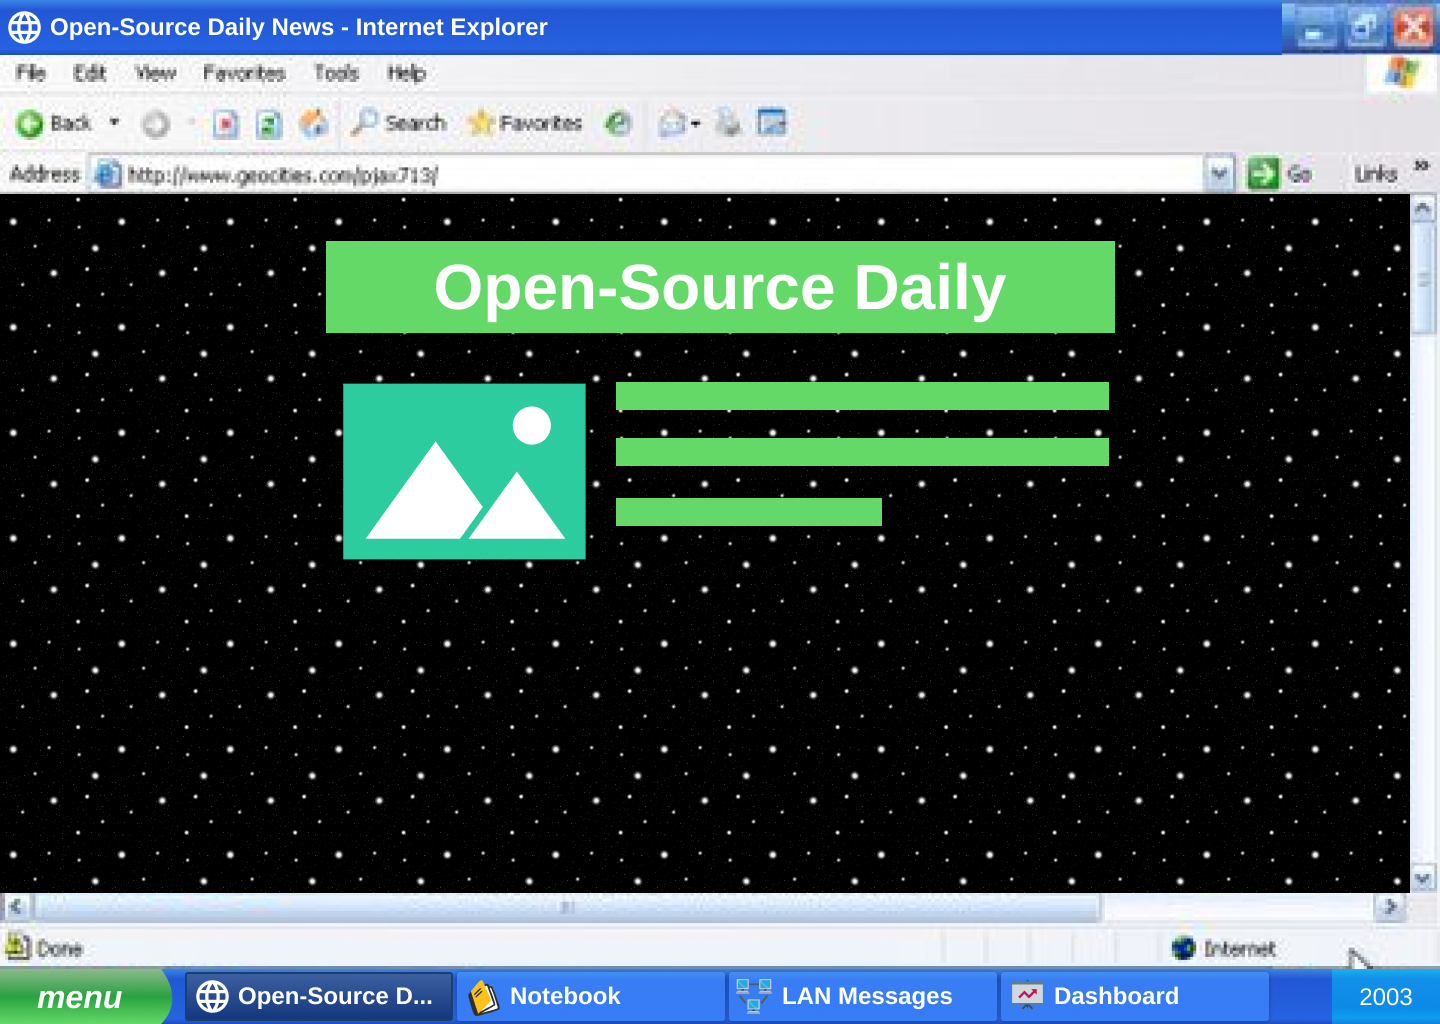 Open-Source Daily News - Internet Explorer
File Edit View Favorites Tools Help
Back Search Favorites
Address http://www.geocities.com/pjax713/ Go Links »
Open-Source Daily
Done Internet
menu Open-Source D... Notebook LAN Messages Dashboard 2003